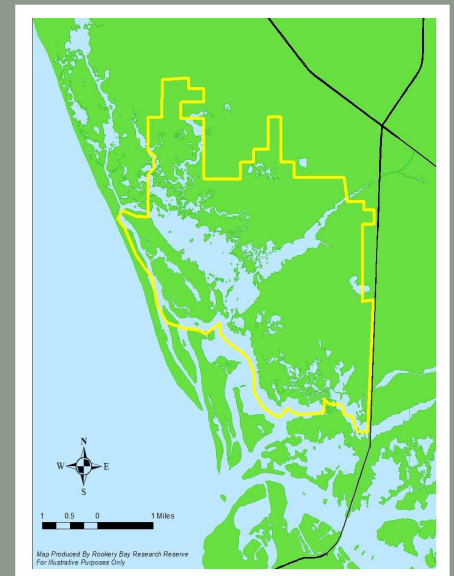 N
W E
S
1 0.5 0 1 Miles
Map Produced By Rookery Bay Research Reserve
For Illustrative Purposes Only